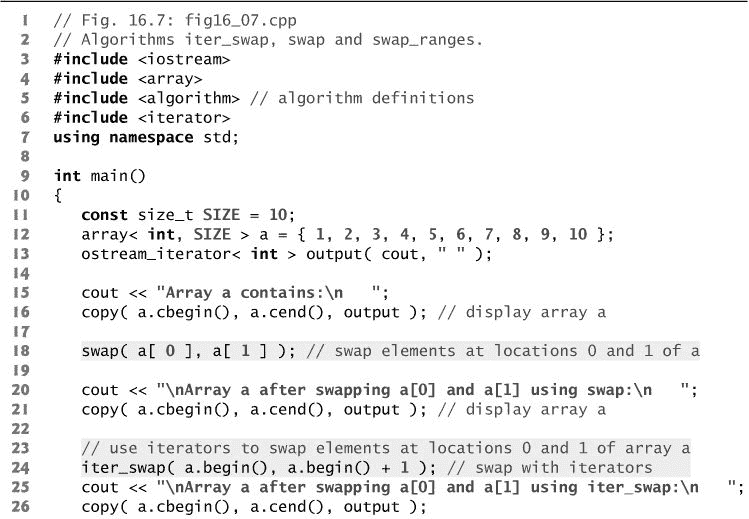 1 // Fig. 16.7: fig16_07.cpp
2 // Algorithms iter_swap, swap and swap_ranges.
3 #include <iostream>
4 #include <array>
5 #include <algorithm> // algorithm definitions
6 #include <iterator>
7 using namespace std;
8
9 int main()
10 {
11    const size_t SIZE = 10;
12    array< int, SIZE > a = { 1, 2, 3, 4, 5, 6, 7, 8, 9, 10 };
13    ostream_iterator< int > output( cout, " " );
14
15    cout << "Array a contains:\n   ";
16    copy( a.cbegin(), a.cend(), output ); // display array a
17
18    swap( a[ 0 ], a[ 1 ] ); // swap elements at locations 0 and 1 of a
19
20    cout << "\nArray a after swapping a[0] and a[1] using swap:\n   ";
21    copy( a.cbegin(), a.cend(), output ); // display array a
22
23    // use iterators to swap elements at locations 0 and 1 of array a
24    iter_swap( a.begin(), a.begin() + 1 ); // swap with iterators
25    cout << "\nArray a after swapping a[0] and a[1] using iter_swap:\n   ";
26    copy( a.cbegin(), a.cend(), output );